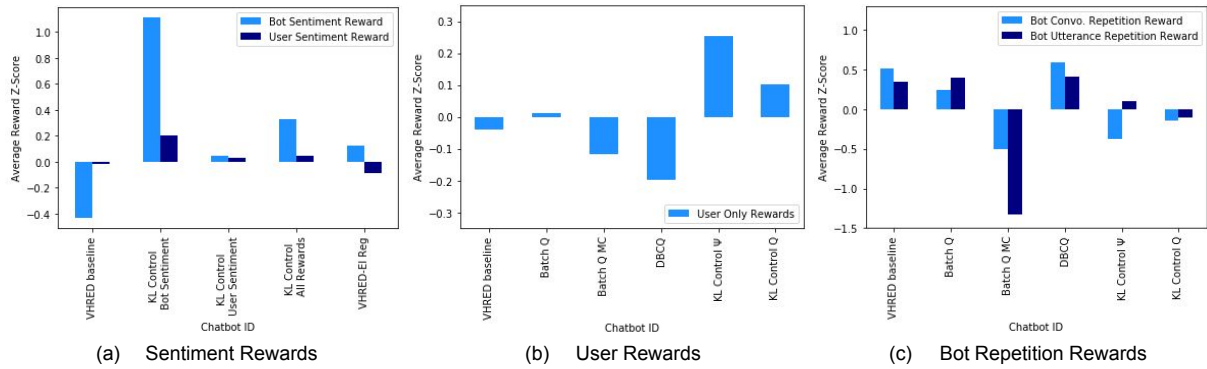 Average Reward Z-Score
1.0
0.8
0.6
0.4
0.2
0.0
−0.2
−0.4
Bot Sentiment Reward
User Sentiment Reward
VHRED baseline
KL Control
Bot Sentiment
KL Control
User Sentiment
KL Control
All Rewards
VHRED-EI Reg
Chatbot ID
(a) Sentiment Rewards
Average Reward Z-Score
0.3
0.2
0.1
0.0
−0.1
−0.2
−0.3
User Only Rewards
VHRED baseline
Batch Q
Batch Q MC
DBCQ
KL Control Ψ
KL Control Q
Chatbot ID
(b) User Rewards
Average Reward Z-Score
1.0
0.5
0.0
−0.5
−1.0
−1.5
Bot Convo. Repetition Reward
Bot Utterance Repetition Reward
VHRED baseline
Batch Q
Batch Q MC
DBCQ
KL Control Ψ
KL Control Q
Chatbot ID
(c) Bot Repetition Rewards